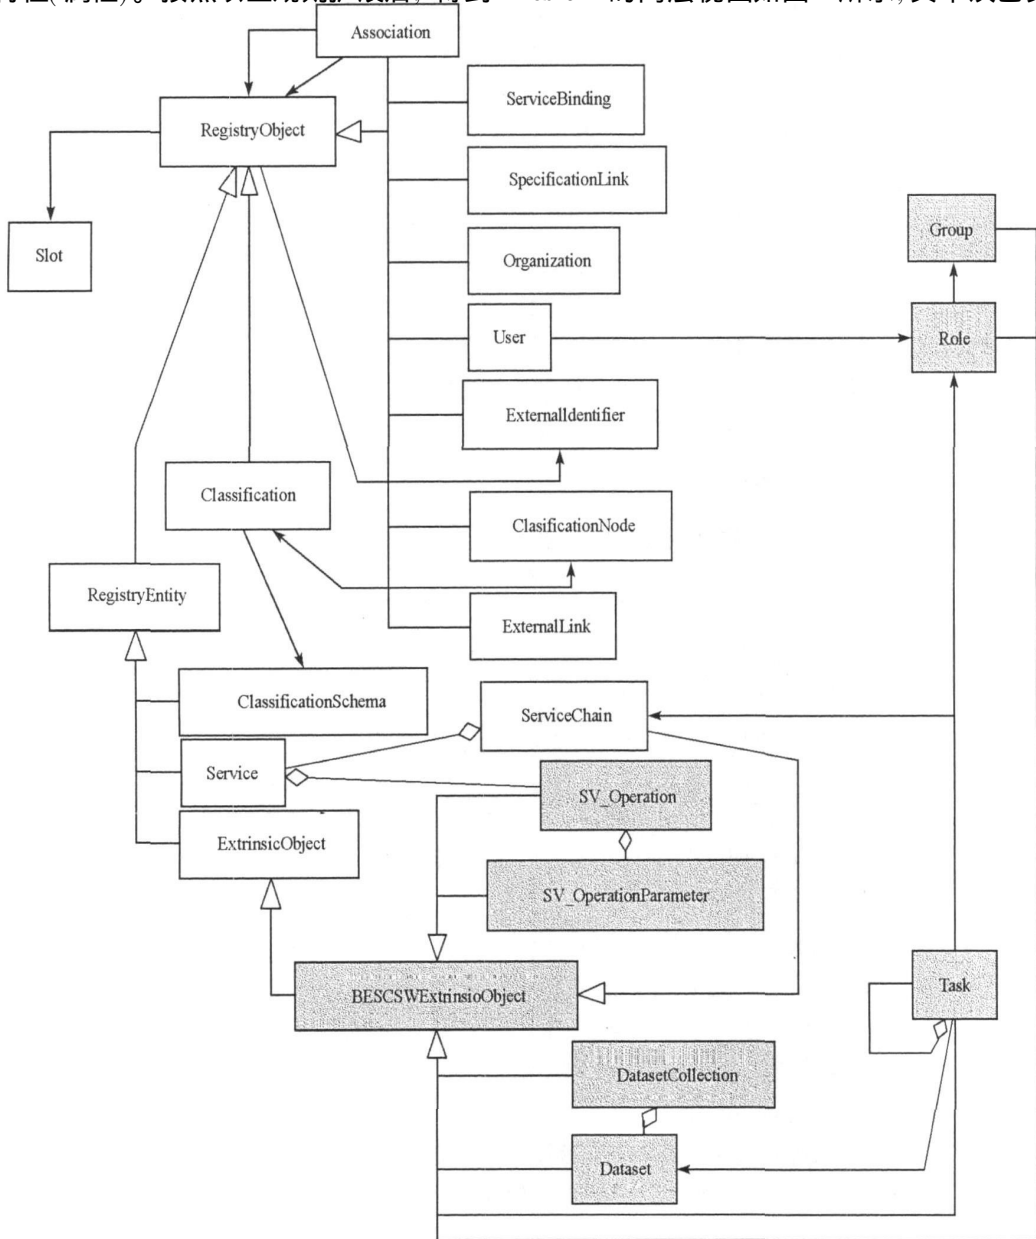 Association
ServiceBinding
RegistryObject
SpecificationLink
Group
Slot
Organization
User
Role
ExternalIdentifier
Classification
ClasificationNode
RegistryEntity
ExternalLink
ClassificationSchema
ServiceChain
Service
SV_Operation
ExtrinsicObject
SV_OperationParameter
Task
BESCSWExtrinsioObject
DatasetCollection
Dataset